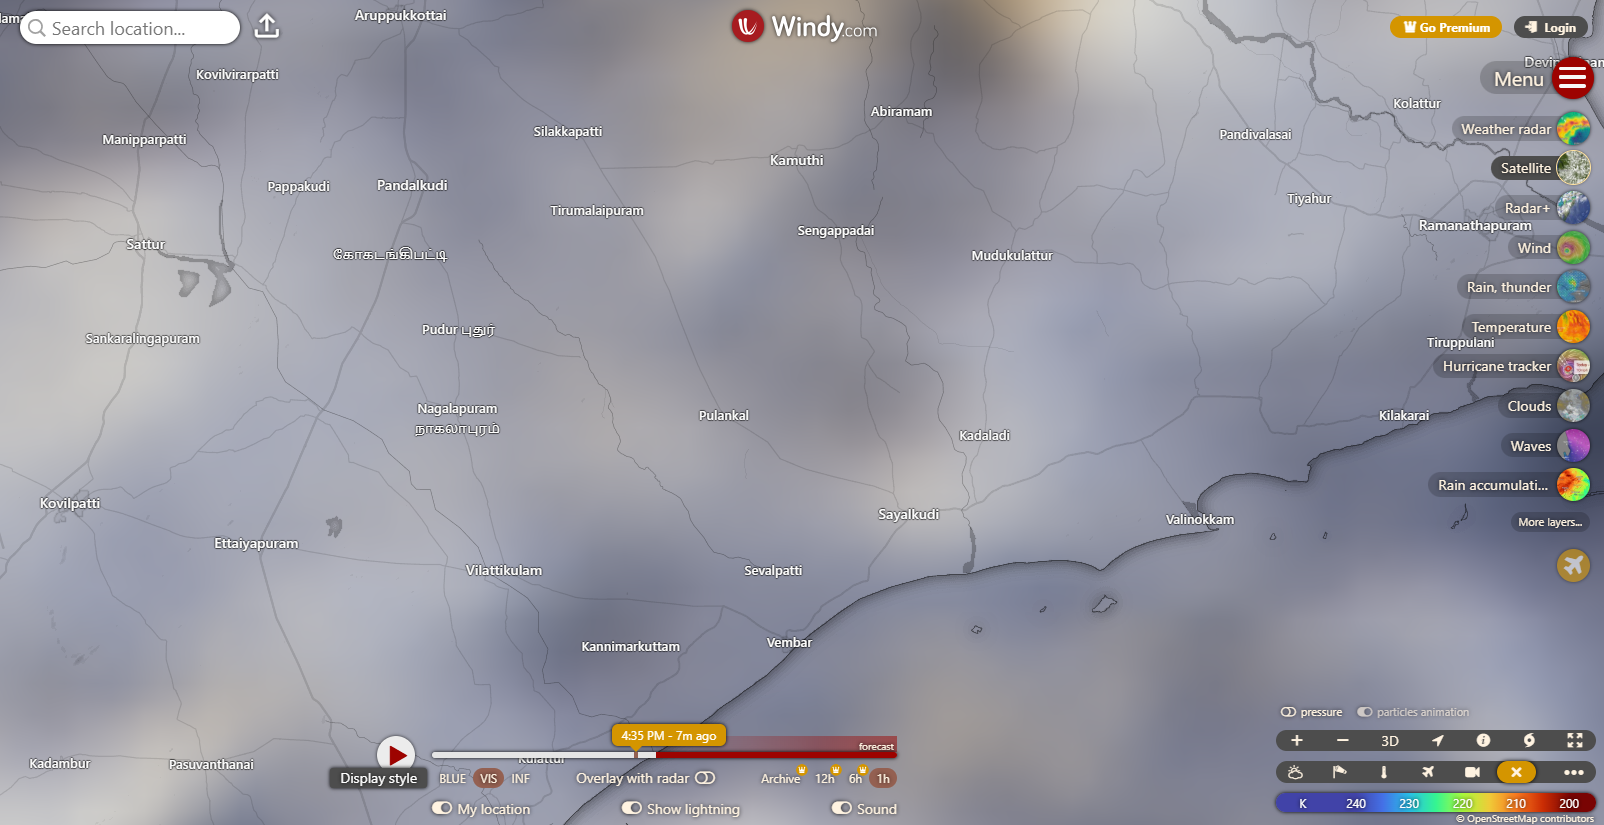 Aruppukkottai
Search location...
Windy.com
Go Premium
Login
Kovilvirarpatti
Menu
Abiramam
Kolattur
Manipparpatti
Silakkapatti
Pandivalasai
Weather radar
Kamuthi
Satellite
Pappakudi
Pandalkudi
Tirumalaipuram
Tiyahur
Radar+
Ramanathapuram
Sengappadai
Sattur
கோகடங்கிபட்டி
Mudukulattur
Wind
Rain, thunder
Pudur புதுர்
Temperature
Sankaralingapuram
Tiruppulani
Hurricane tracker
Nagalapuram
நாகலாபுரம்
Pulankal
Clouds
Kilakarai
Kadaladi
Waves
Rain accumulati...
Kovilpatti
Sayalkudi
Valinokkam
More layers...
Ettaiyapuram
Vilattikulam
Sevalpatti
Kannimarkuttam
Vembar
pressure
particles animation
4:35 PM - 7m ago
forecast
3D
Kadambur
Pasuvanthanai
Kulattur
Display style
BLUE
VIS
INF
Overlay with radar
Archive
12h
6h
1h
My location
Show lightning
Sound
K 240 230 220 210 200
© OpenStreetMap contributors